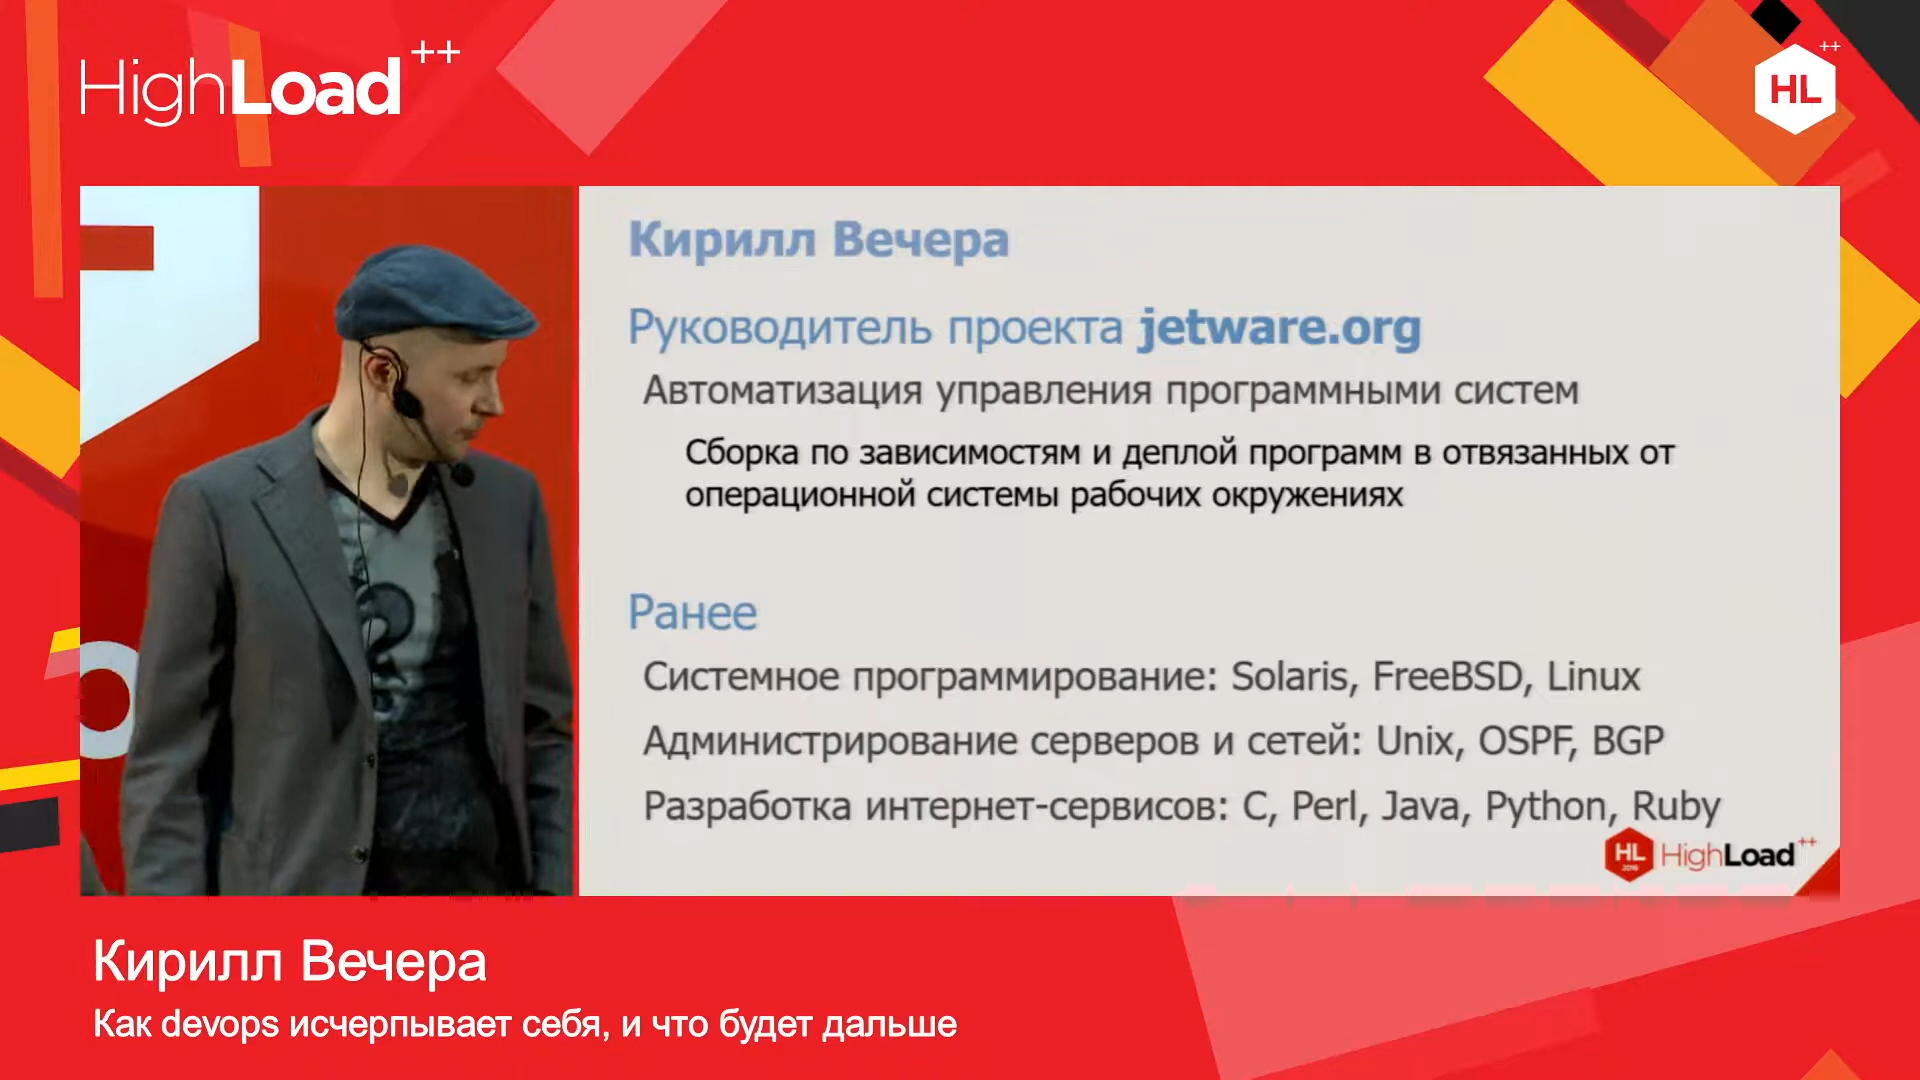 HighLoad++
HL++
Кирилл Вечера
Руководитель проекта jetware.org
Автоматизация управления программными систем
Сборка по зависимостям и деплой программ в отвязанных от
операционной системы рабочих окружениях
Ранее
Системное программирование: Solaris, FreeBSD, Linux
Администрирование серверов и сетей: Unix, OSPF, BGP
Разработка интернет-сервисов: C, Perl, Java, Python, Ruby
HL HighLoad++
Кирилл Вечера
Как devops исчерпывает себя, и что будет дальше